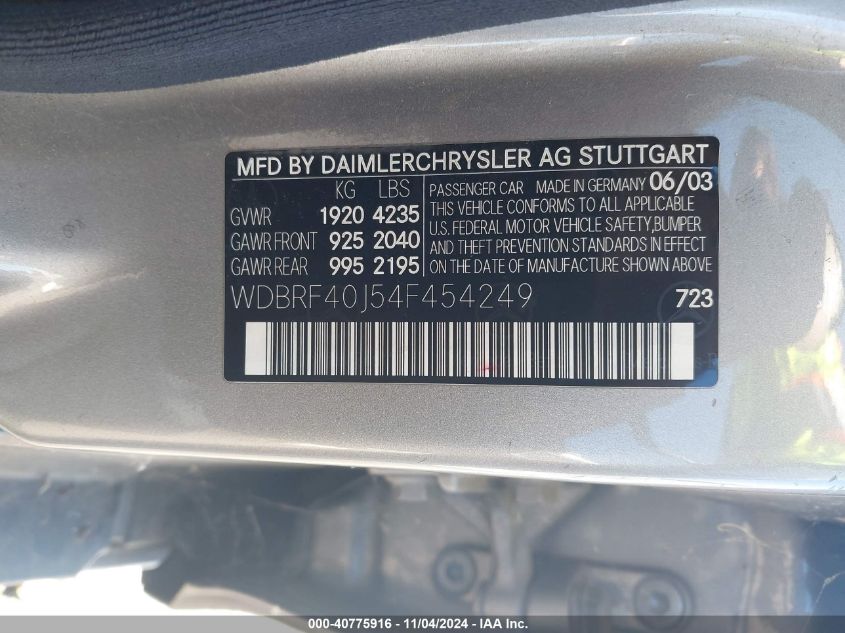 MFD BY DAIMLERCHRYSLER AG STUTTGART
KG LBS
GVWR 1920 4235
GAWR FRONT 925 2040
GAWR REAR 995 2195
PASSENGER CAR MADE IN GERMANY 06/03
THIS VEHICLE CONFORMS TO ALL APPLICABLE
U.S. FEDERAL MOTOR VEHICLE SAFETY,BUMPER
AND THEFT PREVENTION STANDARDS IN EFFECT
ON THE DATE OF MANUFACTURE SHOWN ABOVE
WDBRF40J54F454249 723
000-40775916 - 11/04/2024 - IAA Inc.